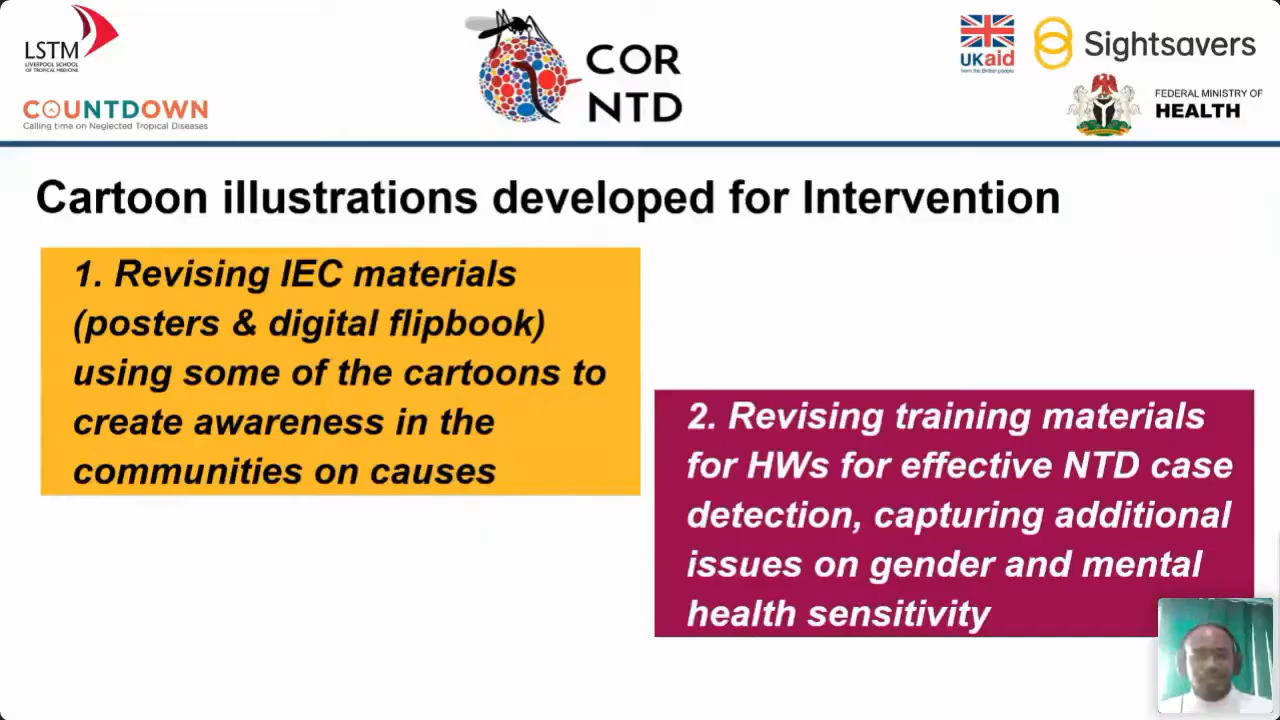 LSTM
LIVERPOOL SCHOOL
OF TROPICAL MEDICINE
COUNTDOWN
Calling time on Neglected Tropical Diseases
COR
NTD
UKaid
from the British people
Sightsavers
FEDERAL MINISTRY OF
HEALTH
Cartoon illustrations developed for Intervention
1. Revising IEC materials
(posters & digital flipbook)
using some of the cartoons to
create awareness in the
communities on causes
2. Revising training materials
for HWs for effective NTD case
detection, capturing additional
issues on gender and mental
health sensitivity